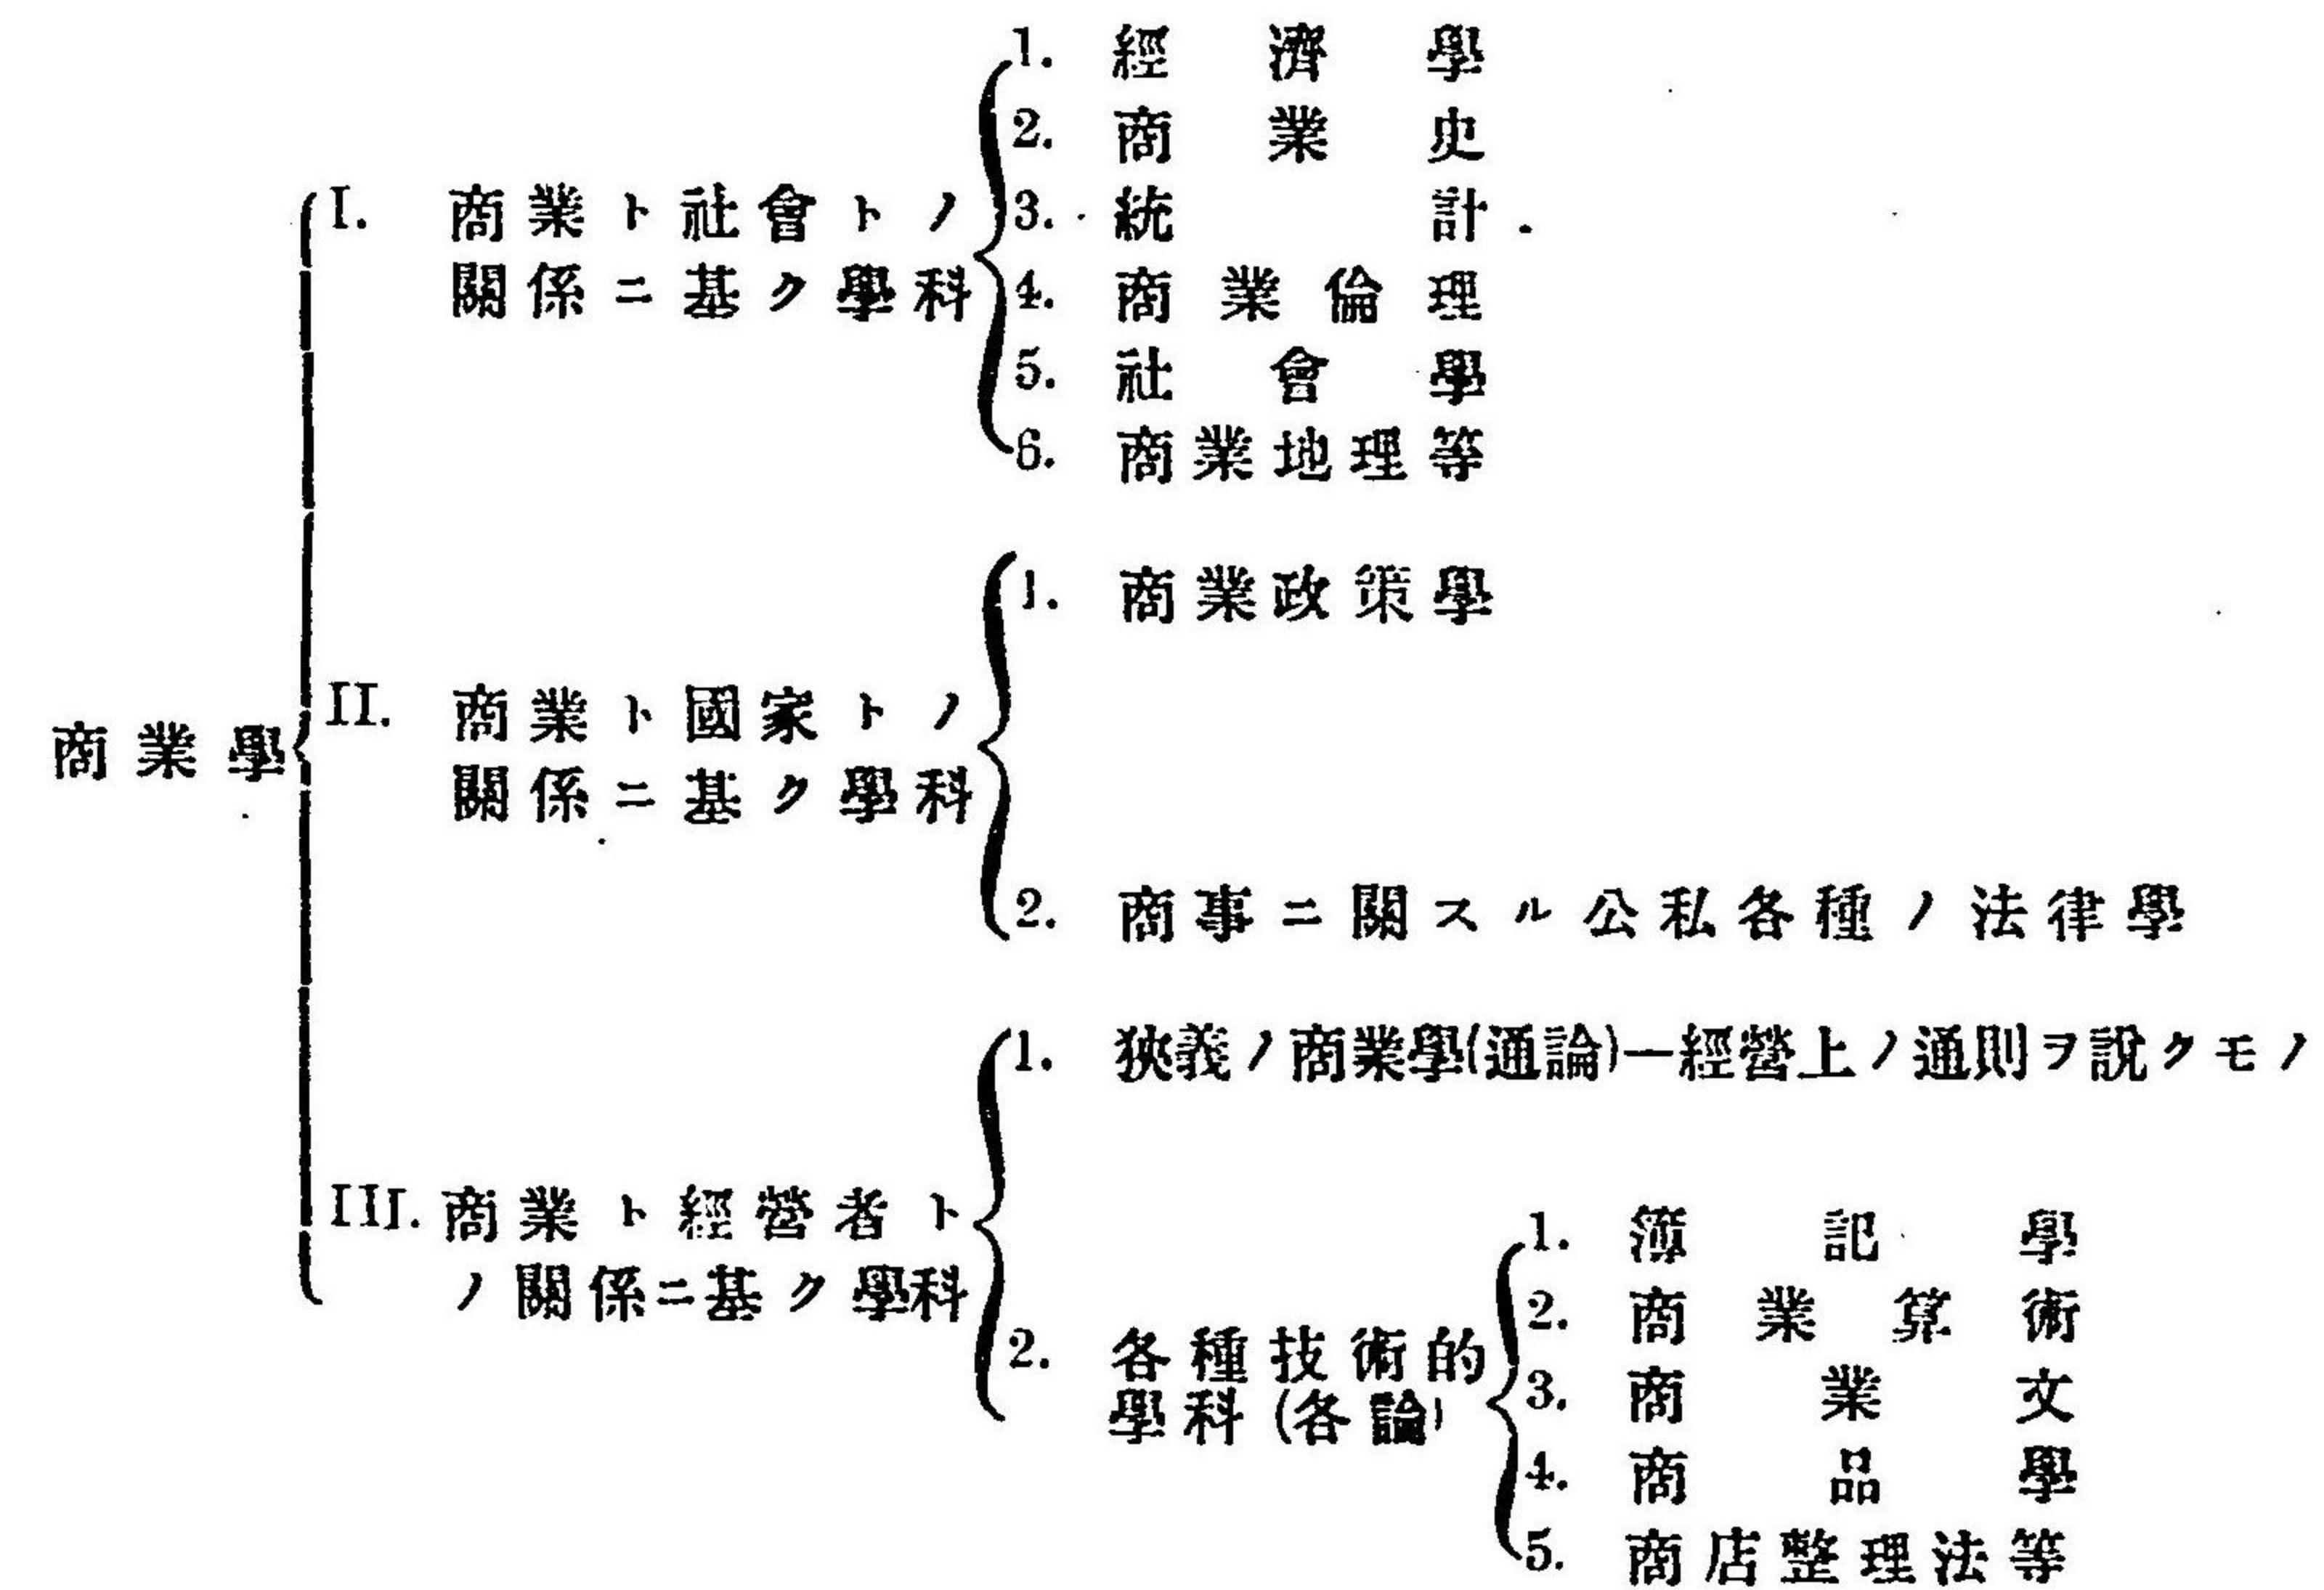 商業學
I. 商業ト社會トノ
關係ニ基ク學科
1. 經濟學
2. 商業史
3. 統計
4. 商業倫理
5. 社會學
6. 商業地理等
II. 商業ト國家トノ
關係ニ基ク學科
1. 商業政策學
2. 商事ニ關スル公私各種ノ法律學
III. 商業ト經營者ト
ノ關係ニ基ク學科
1. 狹義ノ商業學(通論)—經營上ノ通則ヲ說クモノ
2. 各種技術的
學科(各論)
1. 簿記學
2. 商業算術
3. 商業文
4. 商品學
5. 商店整理法等